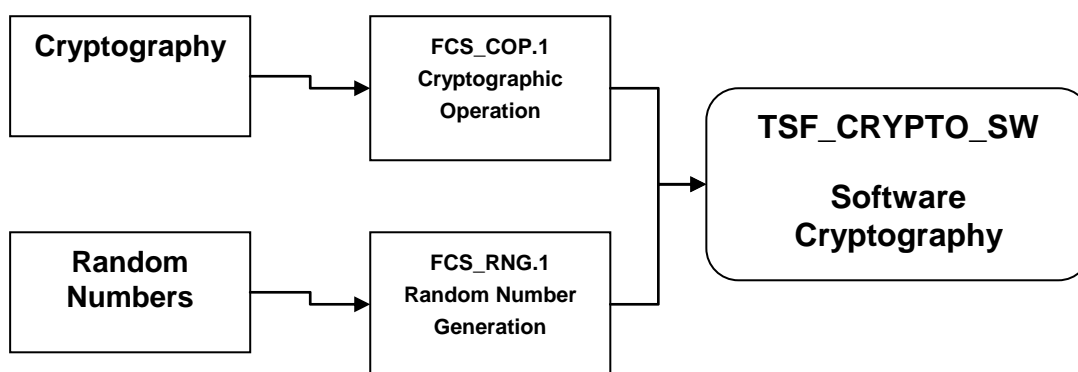 Cryptography
FCS_COP.1
Cryptographic
Operation
TSF_CRYPTO_SW
Software
Cryptography
Random
Numbers
FCS_RNG.1
Random Number
Generation